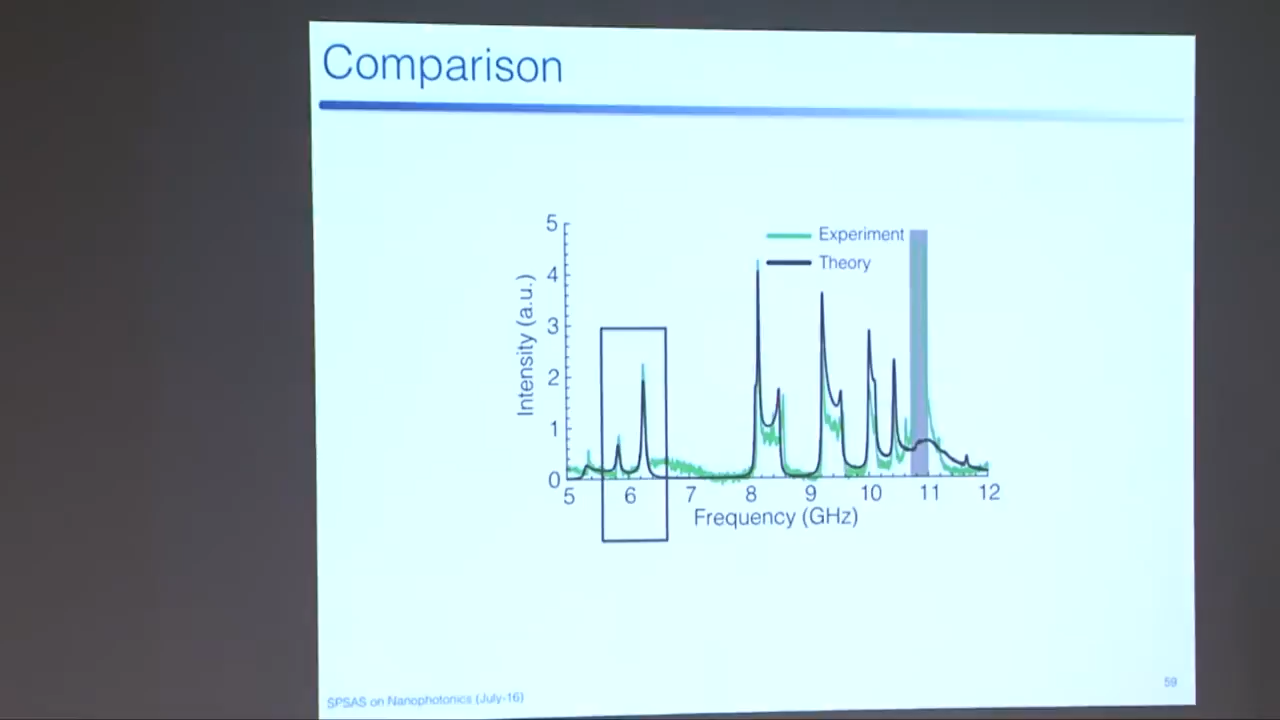 Comparison
5
Experiment
4
Theory
3
2
1
0
Intensity (a.u.)
5 6 7 8 9 10 11 12
Frequency (GHz)
SPSAS on Nanophotonics (July-16)
59